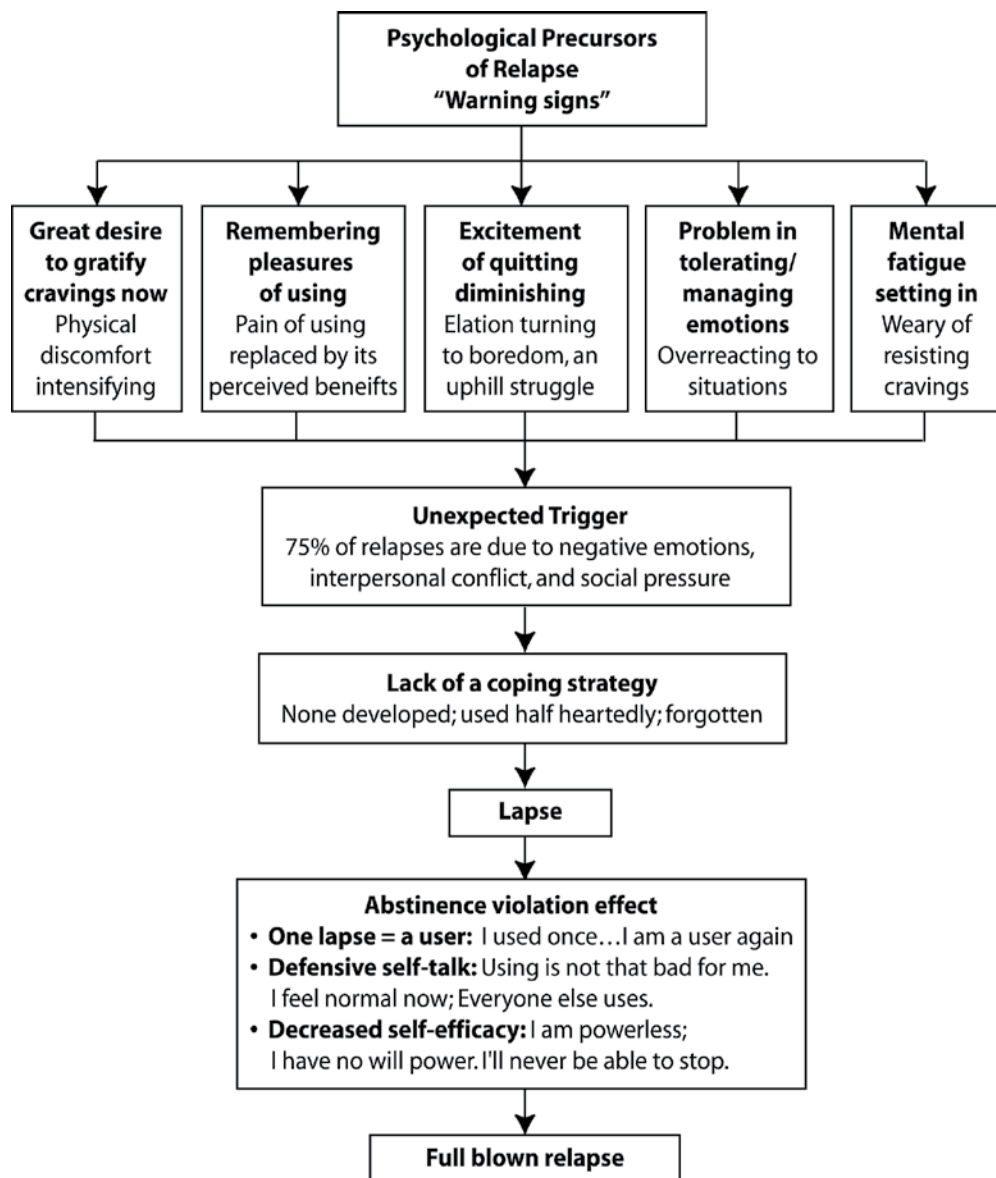 Psychological Precursors
of Relapse
“Warning signs”
Great desire
to gratify
cravings now
Physical
discomfort
intensifying
Remembering
pleasures
of using
Pain of using
replaced by its
perceived beneifts
Excitement
of quitting
diminishing
Elation turning
to boredom, an
uphill struggle
Problem in
tolerating/
managing
emotions
Overreacting to
situations
Mental
fatigue
setting in
Weary of
resisting
cravings
Unexpected Trigger
75% of relapses are due to negative emotions,
interpersonal conflict, and social pressure
Lack of a coping strategy
None developed; used half heartedly; forgotten
Lapse
Abstinence violation effect
• One lapse = a user: I used once…I am a user again
• Defensive self-talk: Using is not that bad for me.
I feel normal now; Everyone else uses.
• Decreased self-efficacy: I am powerless;
I have no will power. I'll never be able to stop.
Full blown relapse